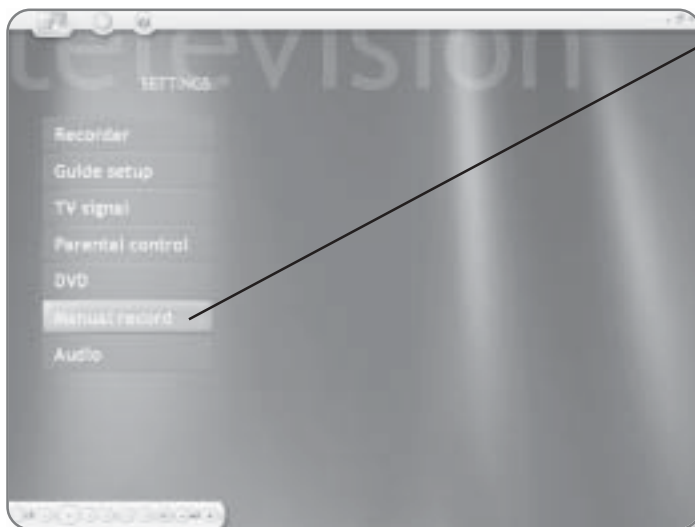 television
SETTINGS
Recorder
Guide setup
TV signal
Parental control
DVD
Manual record
Audio